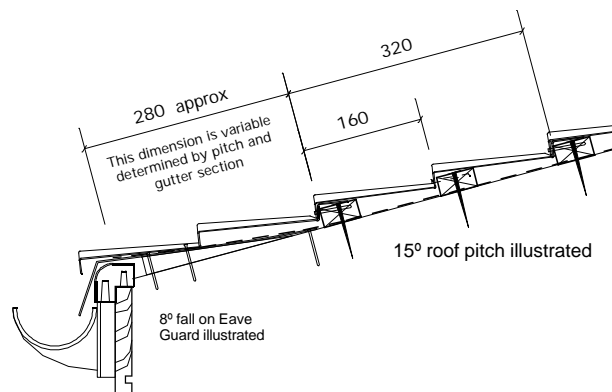 320
280 approx
160
This dimension is variable
determined by pitch and
gutter section
15º roof pitch illustrated
8º fall on Eave
Guard illustrated